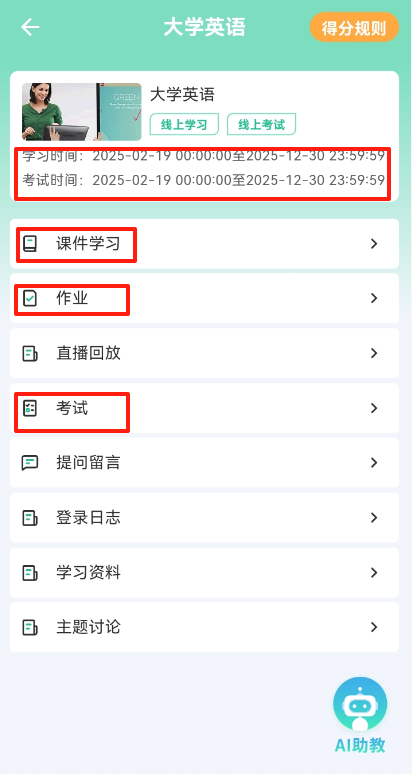 大学英语
得分规则
GREEN
大学英语
线上学习
线上考试
学习时间：2025-02-19 00:00:00至2025-12-30 23:59:59
考试时间：2025-02-19 00:00:00至2025-12-30 23:59:59
课件学习
作业
直播回放
考试
提问留言
登录日志
学习资料
主题讨论
AI助教